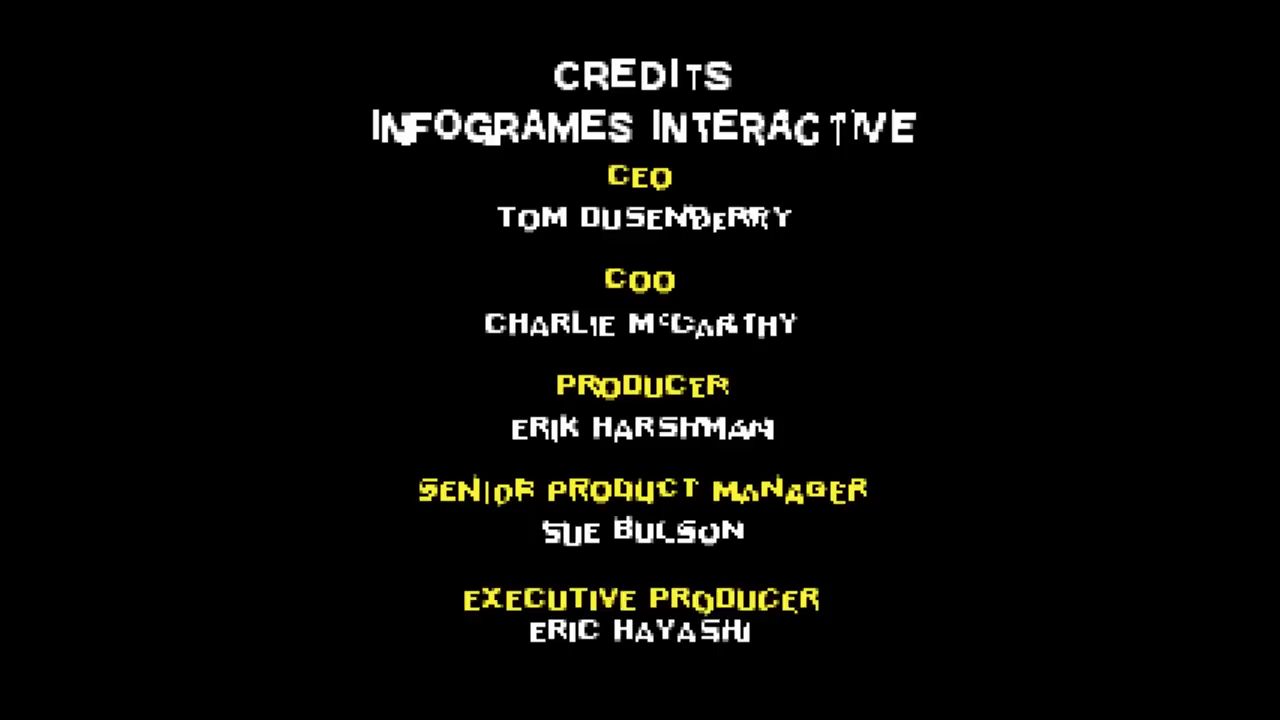 CREDITS
INFOGRAMES INTERACTIVE
CEO
TOM DUSENBERRY
COO
CHARLIE McCARTHY
PRODUCER
ERIK HARSHMAN
SENIOR PRODUCT MANAGER
SUE BULSON
EXECUTIVE PRODUCER
ERIC HAYASHI